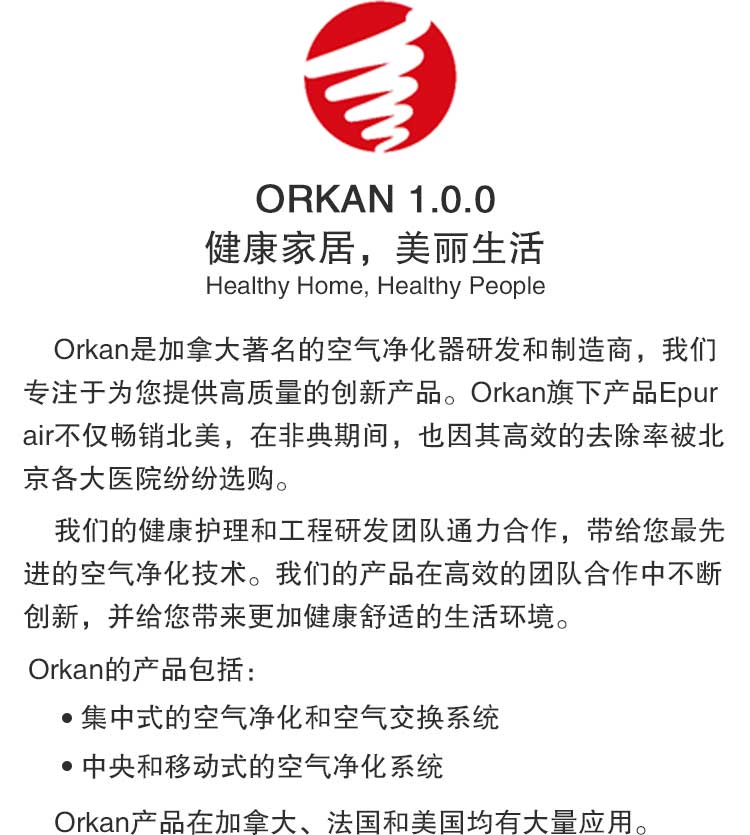 ORKAN 1.0.0
健康家居，美丽生活
Healthy Home, Healthy People
Orkan是加拿大著名的空气净化器研发和制造商，我们
专注于为您提供高质量的创新产品。Orkan旗下产品Epur
air不仅畅销北美，在非典期间，也因其高效的去除率被北
京各大医院纷纷选购。
我们的健康护理和工程研发团队通力合作，带给您最先
进的空气净化技术。我们的产品在高效的团队合作中不断
创新，并给您带来更加健康舒适的生活环境。
Orkan的产品包括：
• 集中式的空气净化和空气交换系统
• 中央和移动式的空气净化系统
Orkan产品在加拿大、法国和美国均有大量应用。